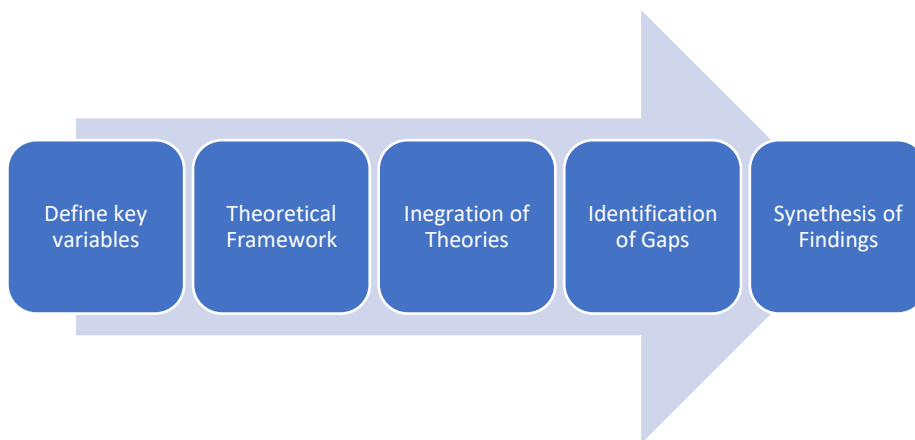 Define key
variables
Theoretical
Framework
Inegration of
Theories
Identification
of Gaps
Synethesis of
Findings